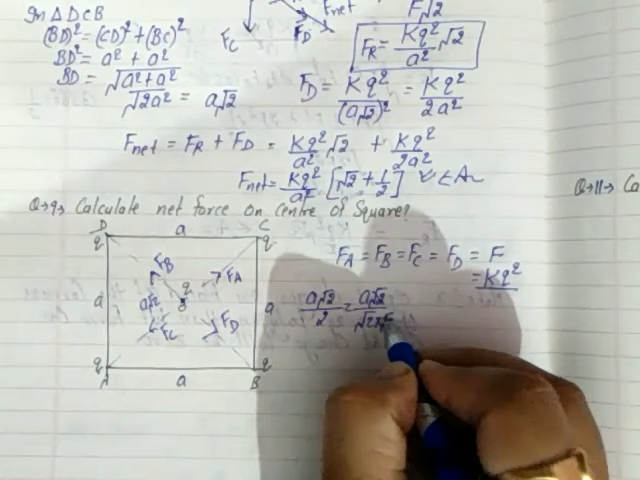 In ΔDCB
(BD)² = (CD)² + (BC)²
BD² = a² + a²
BD = √a²+a²
√2a² = a√2
F_C F_D F_net
F√2
F_R = Kq²/a² √2
F_D = Kq²/(a√2)² = Kq²/2a²
F_net = F_R + F_D = Kq²/a² √2 + Kq²/2a²
F_net = Kq²/a² [√2 + 1/2]
Q→9→ Calculate net force on centre of Square?
Q→11→ Ca
D a C
q q
F_B F_A
a q a
F_C F_D
q q
A a B
F_A = F_B = F_C = F_D = F
= Kq²
a√2/2 = a√2/√2×√2